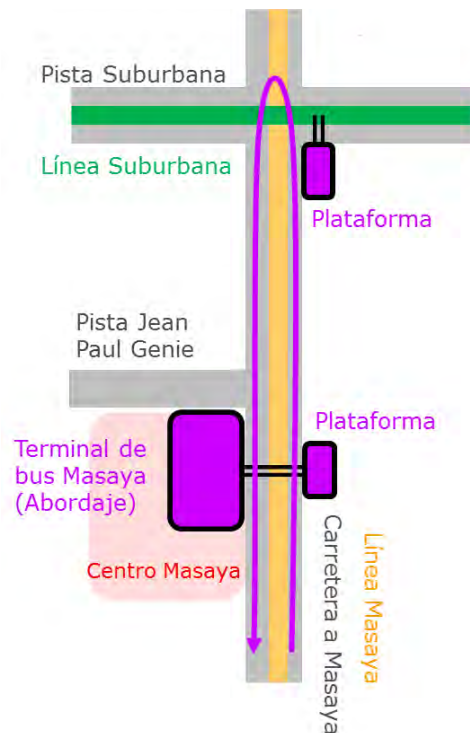 Pista Suburbana
Línea Suburbana
Plataforma
Pista Jean
Paul Genie
Plataforma
Terminal de
bus Masaya
(Abordaje)
Centro Masaya
Carretera a Masaya
Línea Masaya